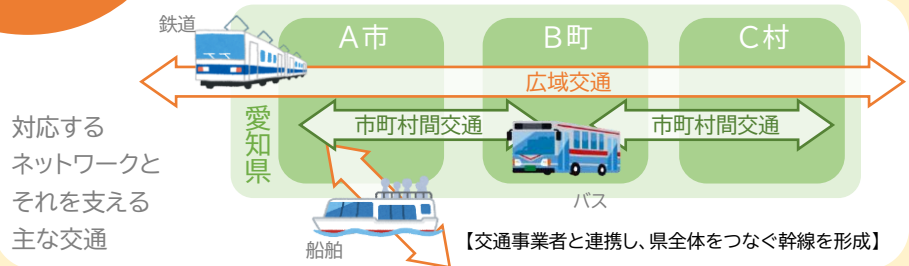 鉄道
A市
B町
C村
広域交通
愛知県
市町村間交通
市町村間交通
対応する
ネットワークと
それを支える
主な交通
バス
船舶
【交通事業者と連携し、県全体をつなぐ幹線を形成】